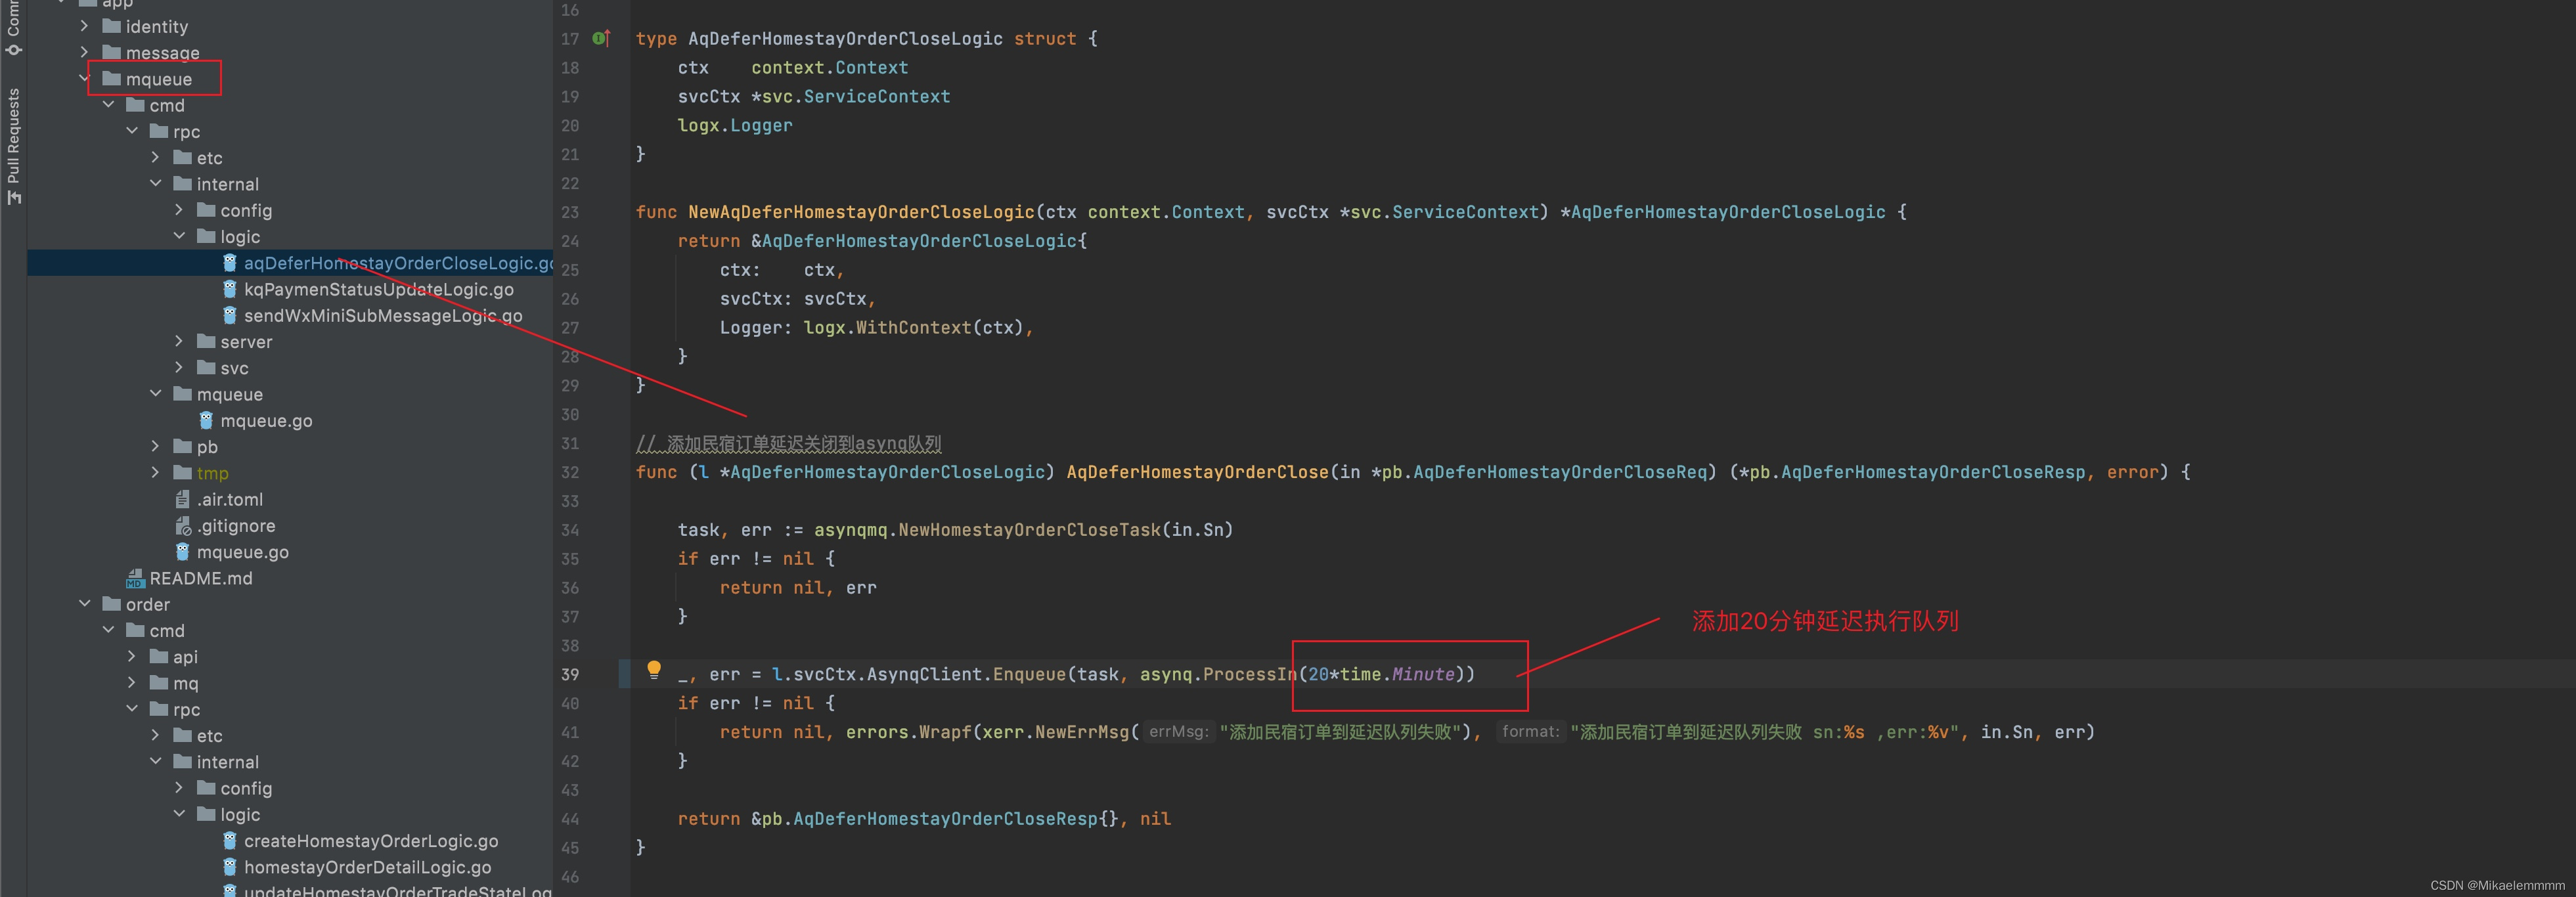 Comm
Pull Requests
app
identity
message
mqueue
cmd
rpc
etc
internal
config
logic
aqDeferHomestayOrderCloseLogic.go
kqPaymenStatusUpdateLogic.go
sendWxMiniSubMessageLogic.go
server
svc
mqueue
mqueue.go
pb
tmp
.air.toml
.gitignore
mqueue.go
README.md
order
cmd
api
mq
rpc
etc
internal
config
logic
createHomestayOrderLogic.go
homestayOrderDetailLogic.go
updateHomestayOrderTradeStateLog
16
17 type AqDeferHomestayOrderCloseLogic struct {
18 ctx context.Context
19 svcCtx *svc.ServiceContext
20 logx.Logger
21 }
22
23 func NewAqDeferHomestayOrderCloseLogic(ctx context.Context, svcCtx *svc.ServiceContext) *AqDeferHomestayOrderCloseLogic {
24 return &AqDeferHomestayOrderCloseLogic{
25 ctx: ctx,
26 svcCtx: svcCtx,
27 Logger: logx.WithContext(ctx),
28 }
29 }
30
31 // 添加民宿订单延迟关闭到asynq队列
32 func (l *AqDeferHomestayOrderCloseLogic) AqDeferHomestayOrderClose(in *pb.AqDeferHomestayOrderCloseReq) (*pb.AqDeferHomestayOrderCloseResp, error) {
33
34 task, err := asynqmq.NewHomestayOrderCloseTask(in.Sn)
35 if err != nil {
36 return nil, err
37 }
38
添加20分钟延迟执行队列
39 _, err = l.svcCtx.AsynqClient.Enqueue(task, asynq.ProcessIn(20*time.Minute))
40 if err != nil {
41 return nil, errors.Wrapf(xerr.NewErrMsg( errMsg: "添加民宿订单到延迟队列失败"), format: "添加民宿订单到延迟队列失败 sn:%s ,err:%v", in.Sn, err)
42 }
43
44 return &pb.AqDeferHomestayOrderCloseResp{}, nil
45 }
46
CSDN @Mikaelemmmm